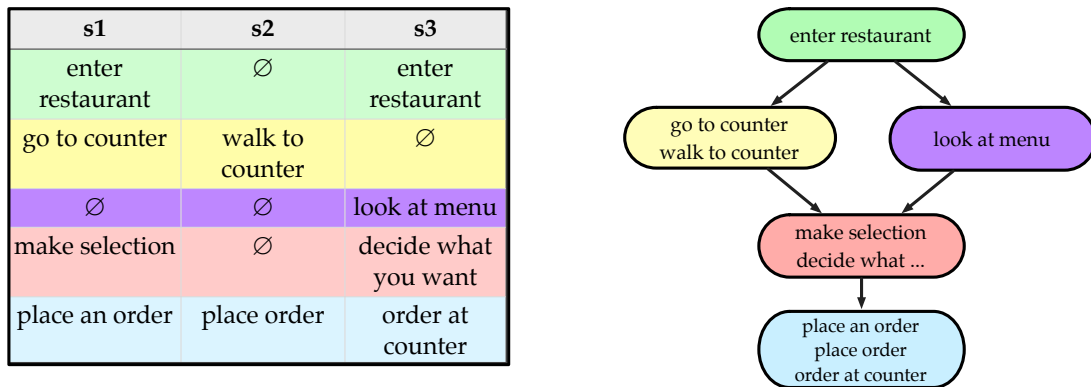 s1 s2 s3
enter restaurant ∅ enter restaurant
go to counter walk to counter ∅
∅ ∅ look at menu
make selection ∅ decide what you want
place an order place order order at counter
enter restaurant
go to counter
walk to counter
look at menu
make selection
decide what ...
place an order
place order
order at counter